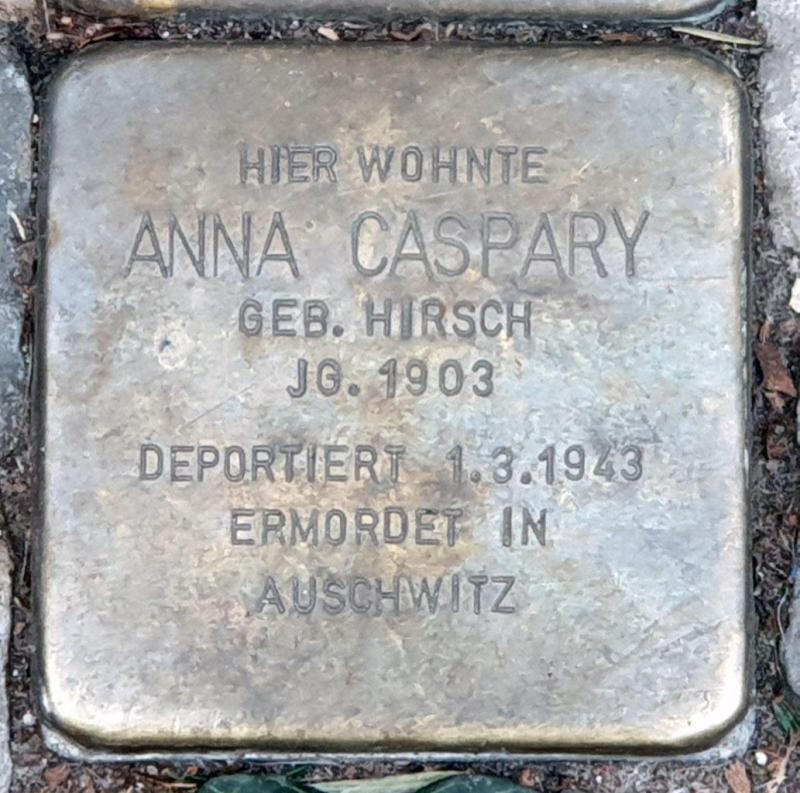 HIER WOHNTE
ANNA CASPARY
GEB. HIRSCH
JG. 1903
DEPORTIERT 1.3.1943
ERMORDET IN
AUSCHWITZ